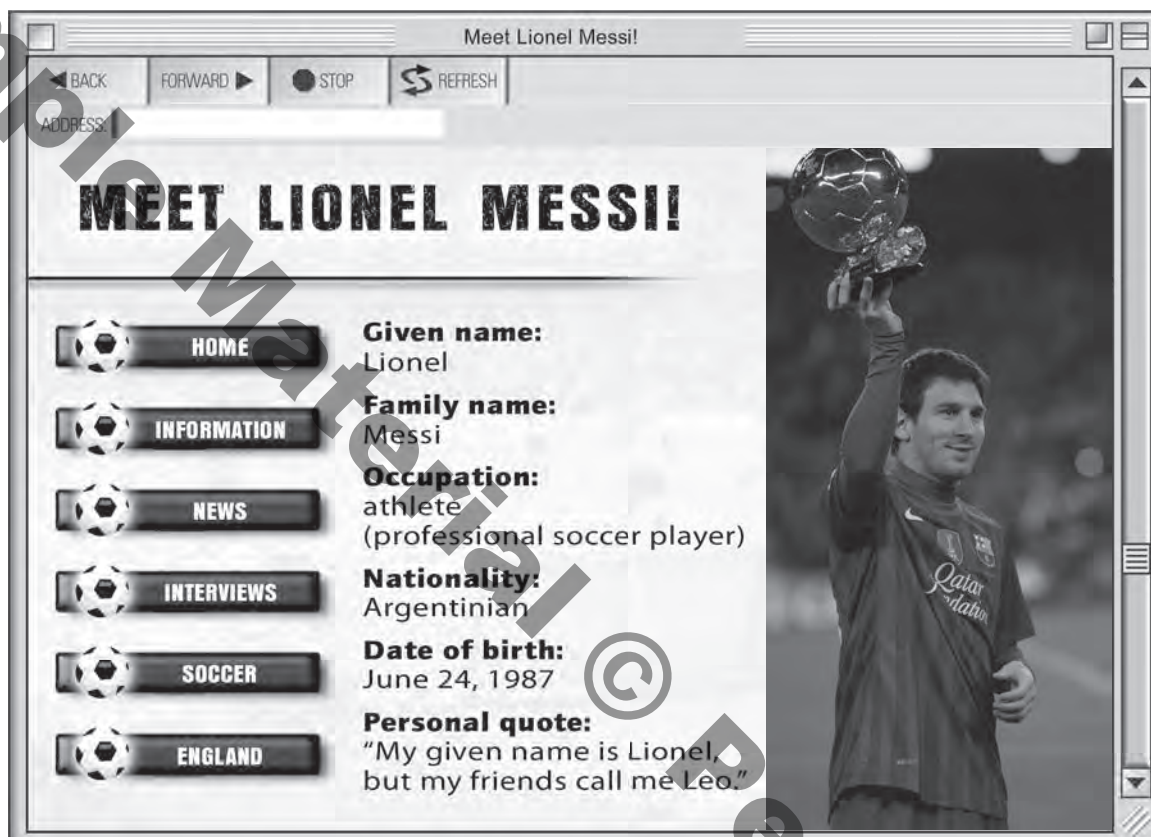 Meet Lionel Messi!
BACK
FORWARD
STOP
REFRESH
ADDRESS:
MEET LIONEL MESSI!
HOME
INFORMATION
NEWS
INTERVIEWS
SOCCER
ENGLAND
Given name:
Lionel
Family name:
Messi
Occupation:
athlete
(professional soccer player)
Nationality:
Argentinian
Date of birth:
June 24, 1987
Personal quote:
“My given name is Lionel,
but my friends call me Leo.”
Qatar
Material ©